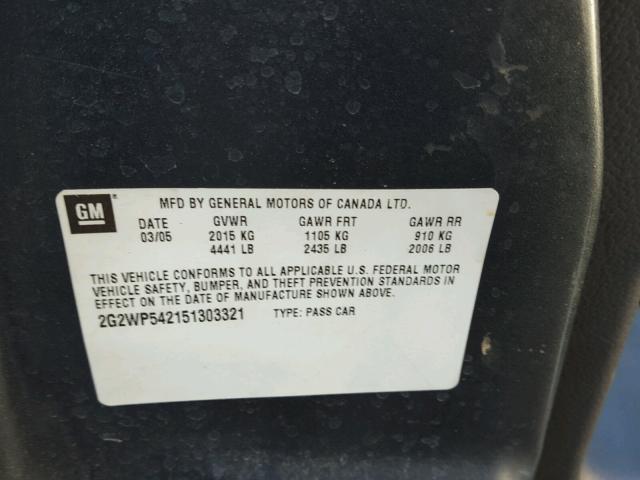 GM
MFD BY GENERAL MOTORS OF CANADA LTD.
DATE GVWR GAWR FRT GAWR RR
03/05 2015 KG 1105 KG 910 KG
4441 LB 2435 LB 2006 LB
THIS VEHICLE CONFORMS TO ALL APPLICABLE U.S. FEDERAL MOTOR
VEHICLE SAFETY, BUMPER, AND THEFT PREVENTION STANDARDS IN
EFFECT ON THE DATE OF MANUFACTURE SHOWN ABOVE.
2G2WP542151303321 TYPE: PASS CAR